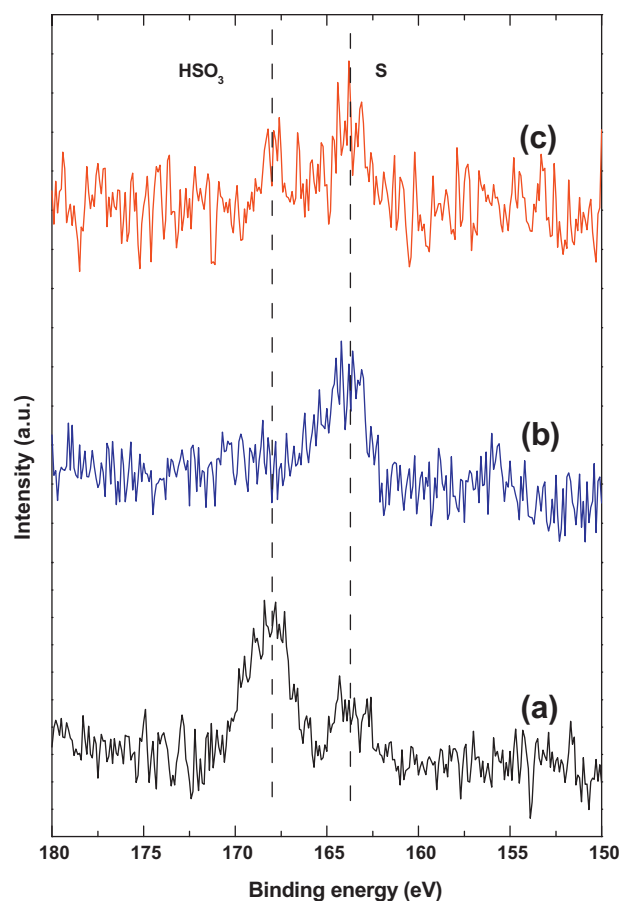 HSO₃ S
(c)
(b)
(a)
Intensity (a.u.)
180 175 170 165 160 155 150
Binding energy (eV)